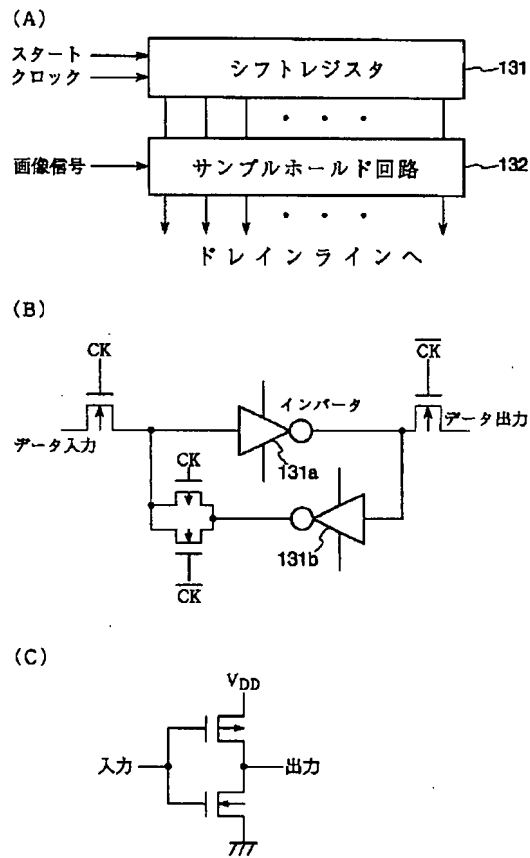 (A)
スタート
クロック
シフトレジスタ
131
画像信号
サンプルホールド回路
132
ドレインラインへ
(B)
CK
C̅K̅
インバータ
データ入力
データ出力
131a
CK
131b
C̅K̅
(C)
VDD
入力
出力